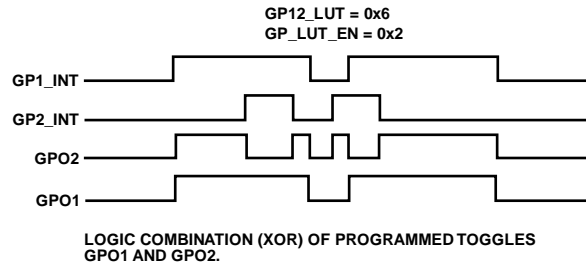 GP12_LUT = 0x6
GP_LUT_EN = 0x2
GP1_INT
GP2_INT
GPO2
GPO1
LOGIC COMBINATION (XOR) OF PROGRAMMED TOGGLES
GPO1 AND GPO2.